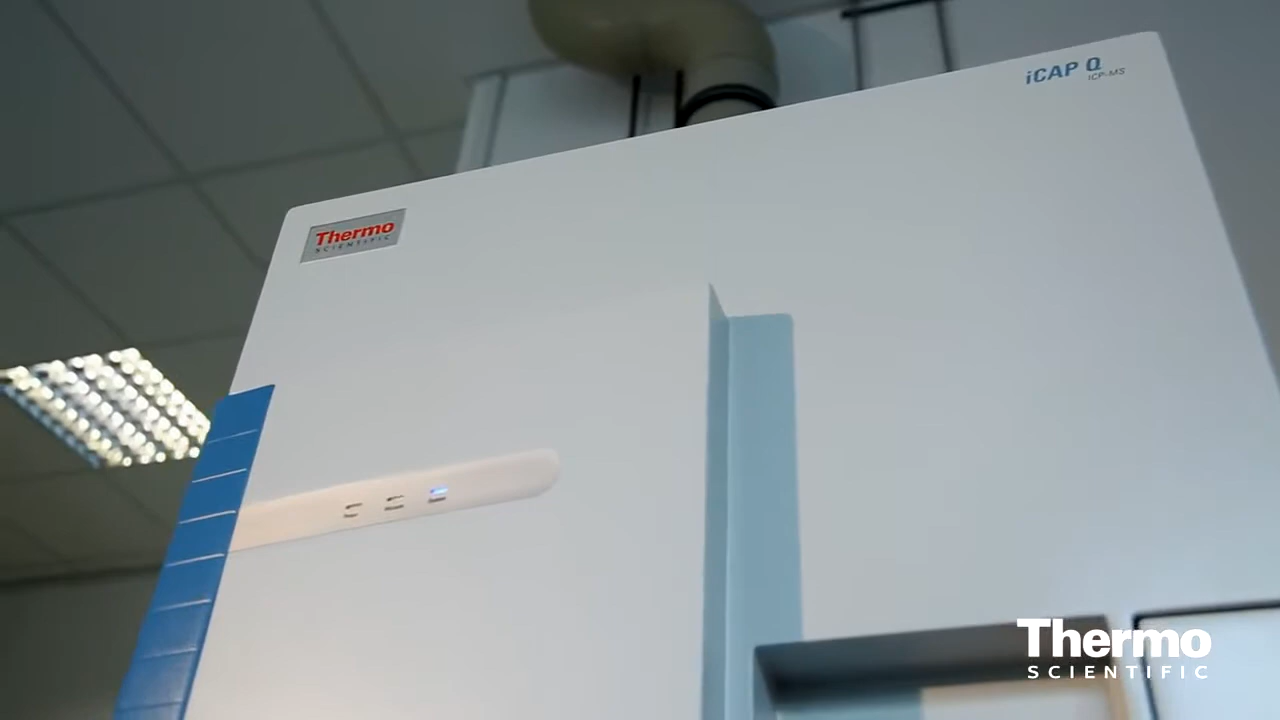 iCAP Q
ICP-MS
Thermo
SCIENTIFIC
Thermo
SCIENTIFIC